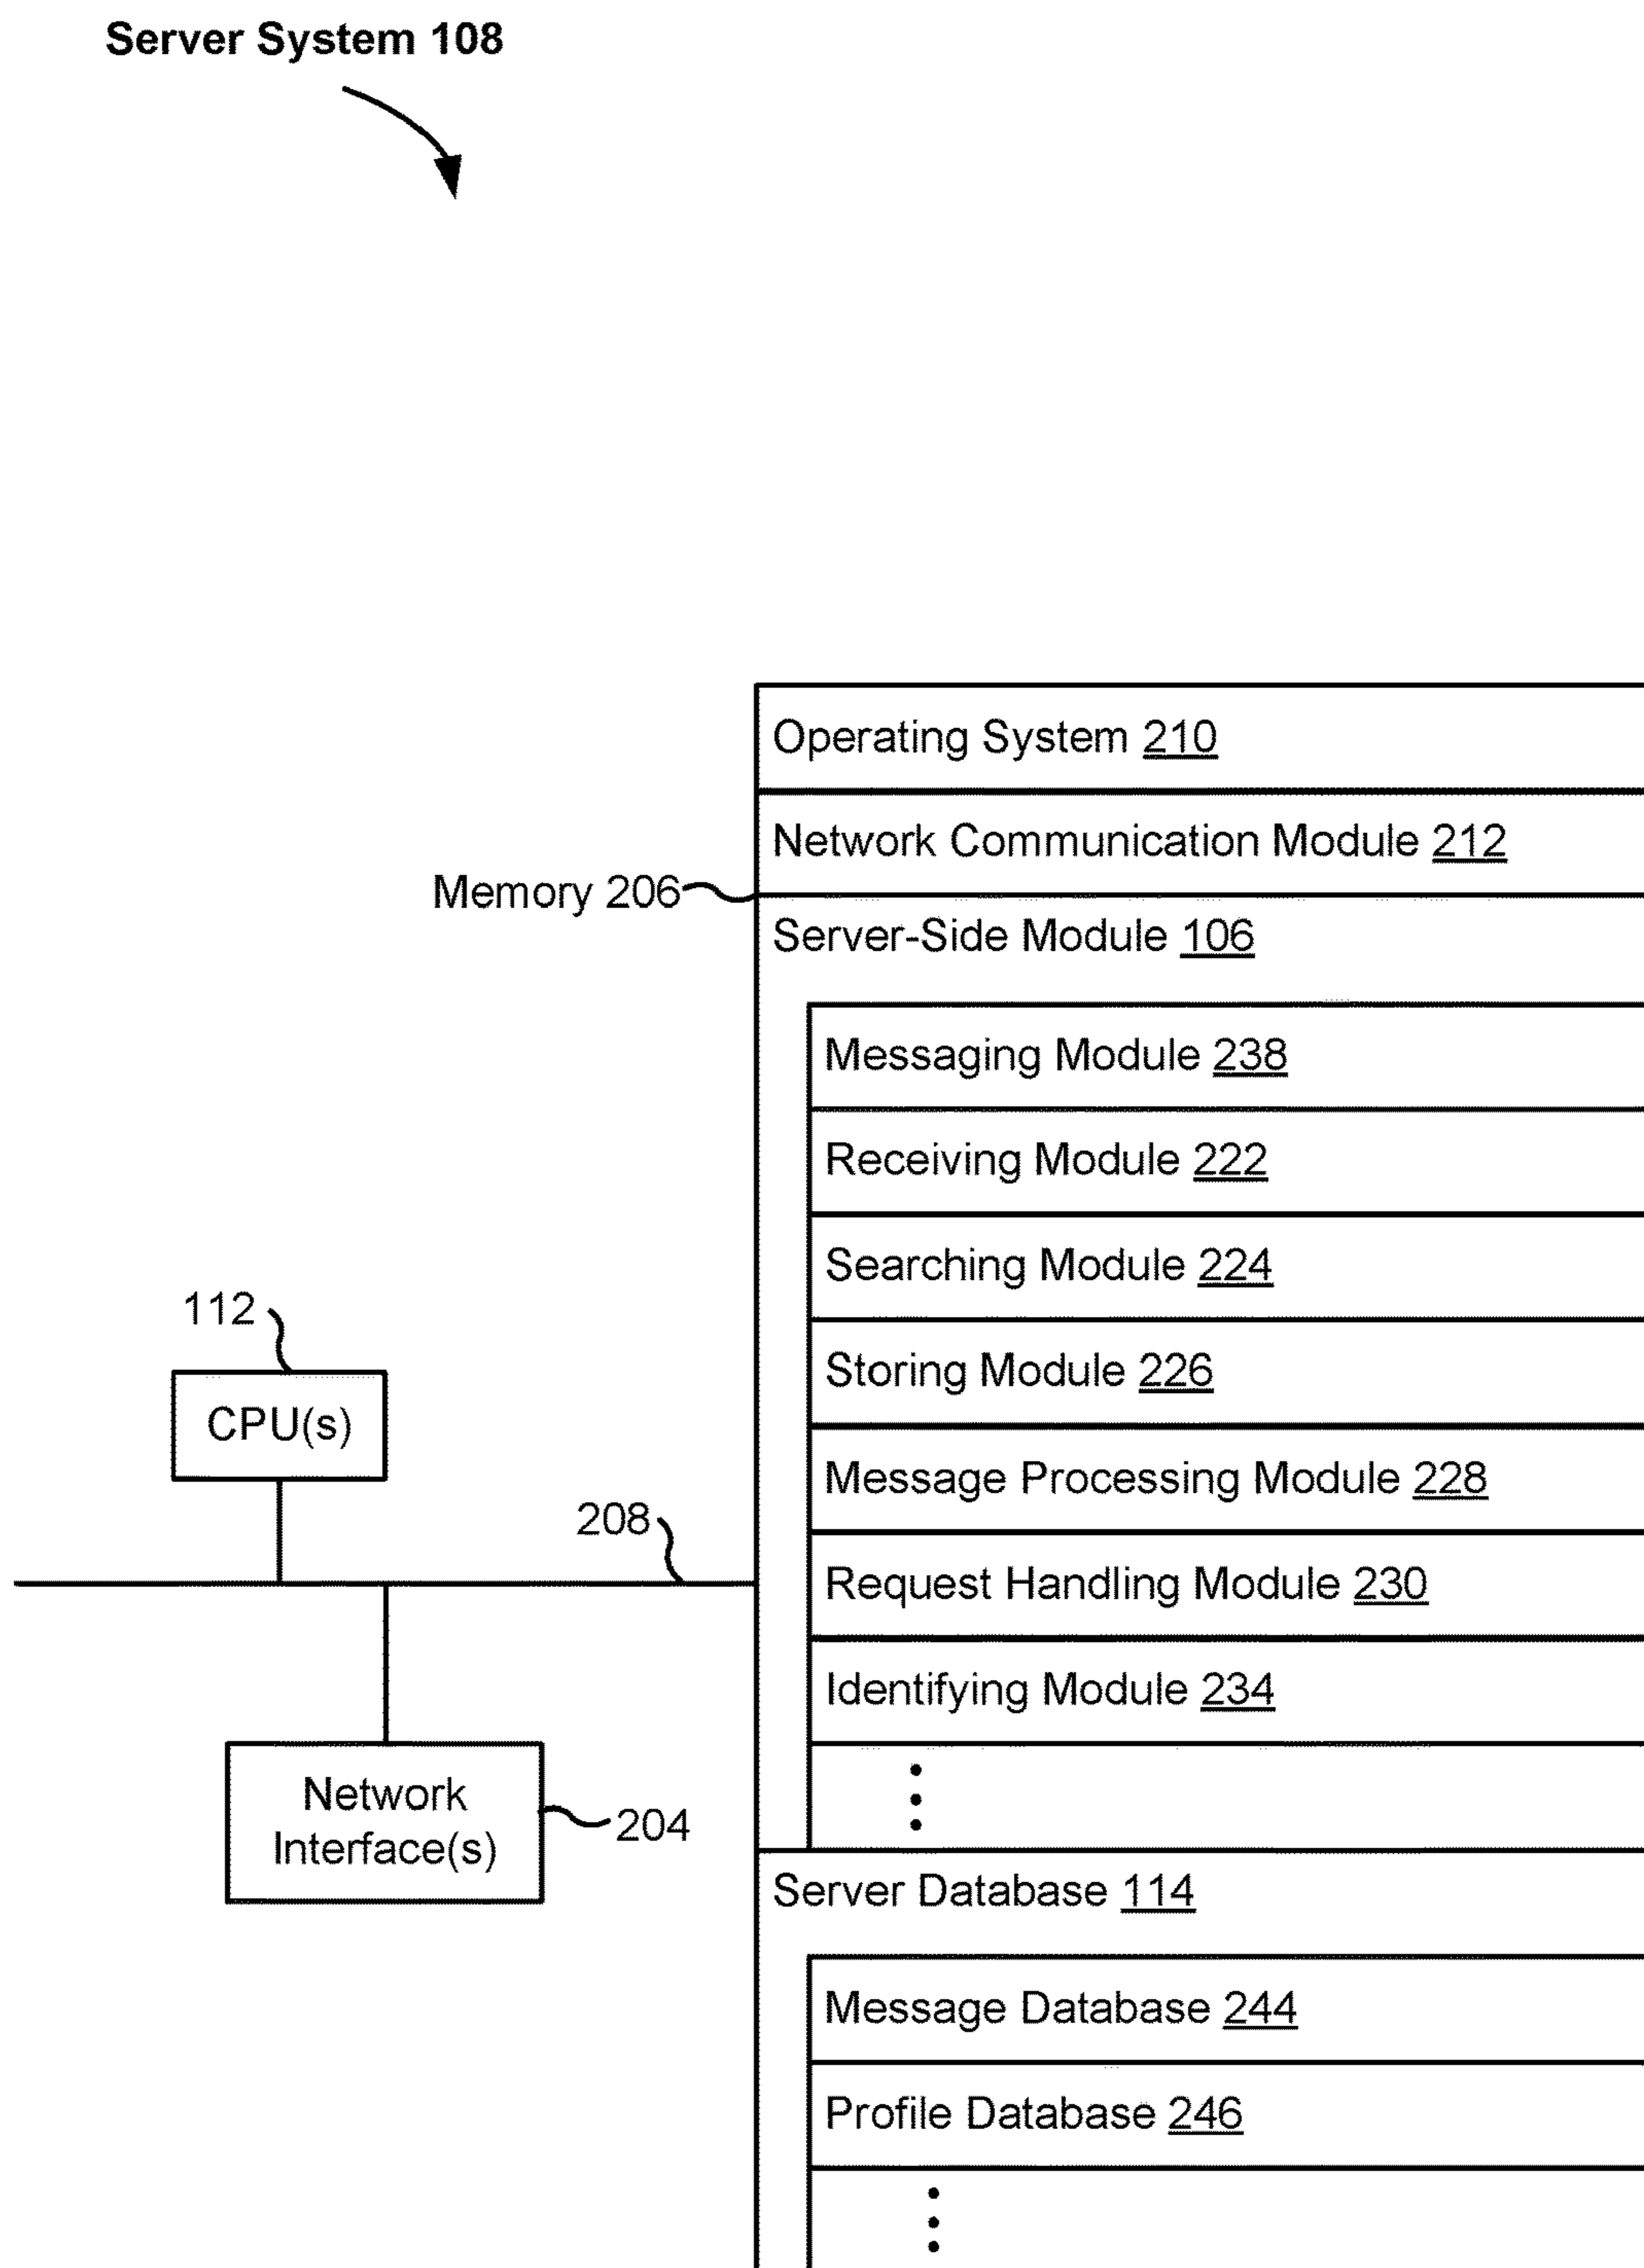 Server System 108
Operating System 210
Network Communication Module 212
Memory 206
Server-Side Module 106
Messaging Module 238
Receiving Module 222
Searching Module 224
112
Storing Module 226
CPU(s)
Message Processing Module 228
208
Request Handling Module 230
Identifying Module 234
Network
Interface(s)
204
Server Database 114
Message Database 244
Profile Database 246